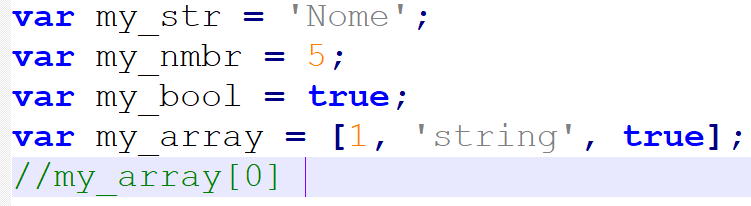 var my_str = 'Nome';
var my_nmbr = 5;
var my_bool = true;
var my_array = [1, 'string', true];
//my_array[0]